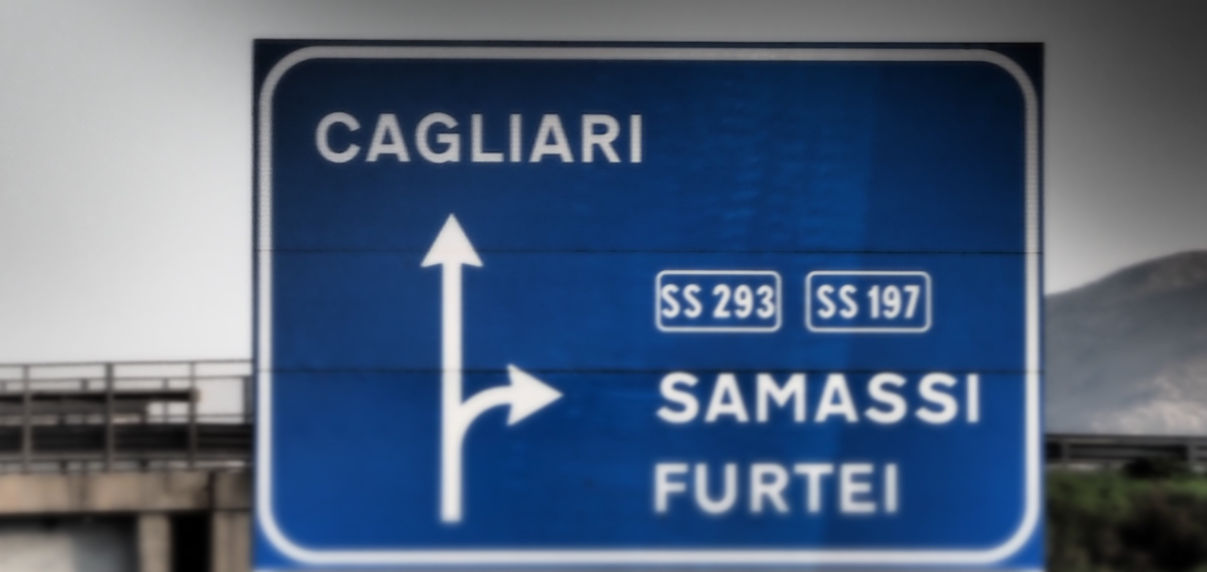 CAGLIARI
SS 293 SS 197
SAMASSI
FURTEI